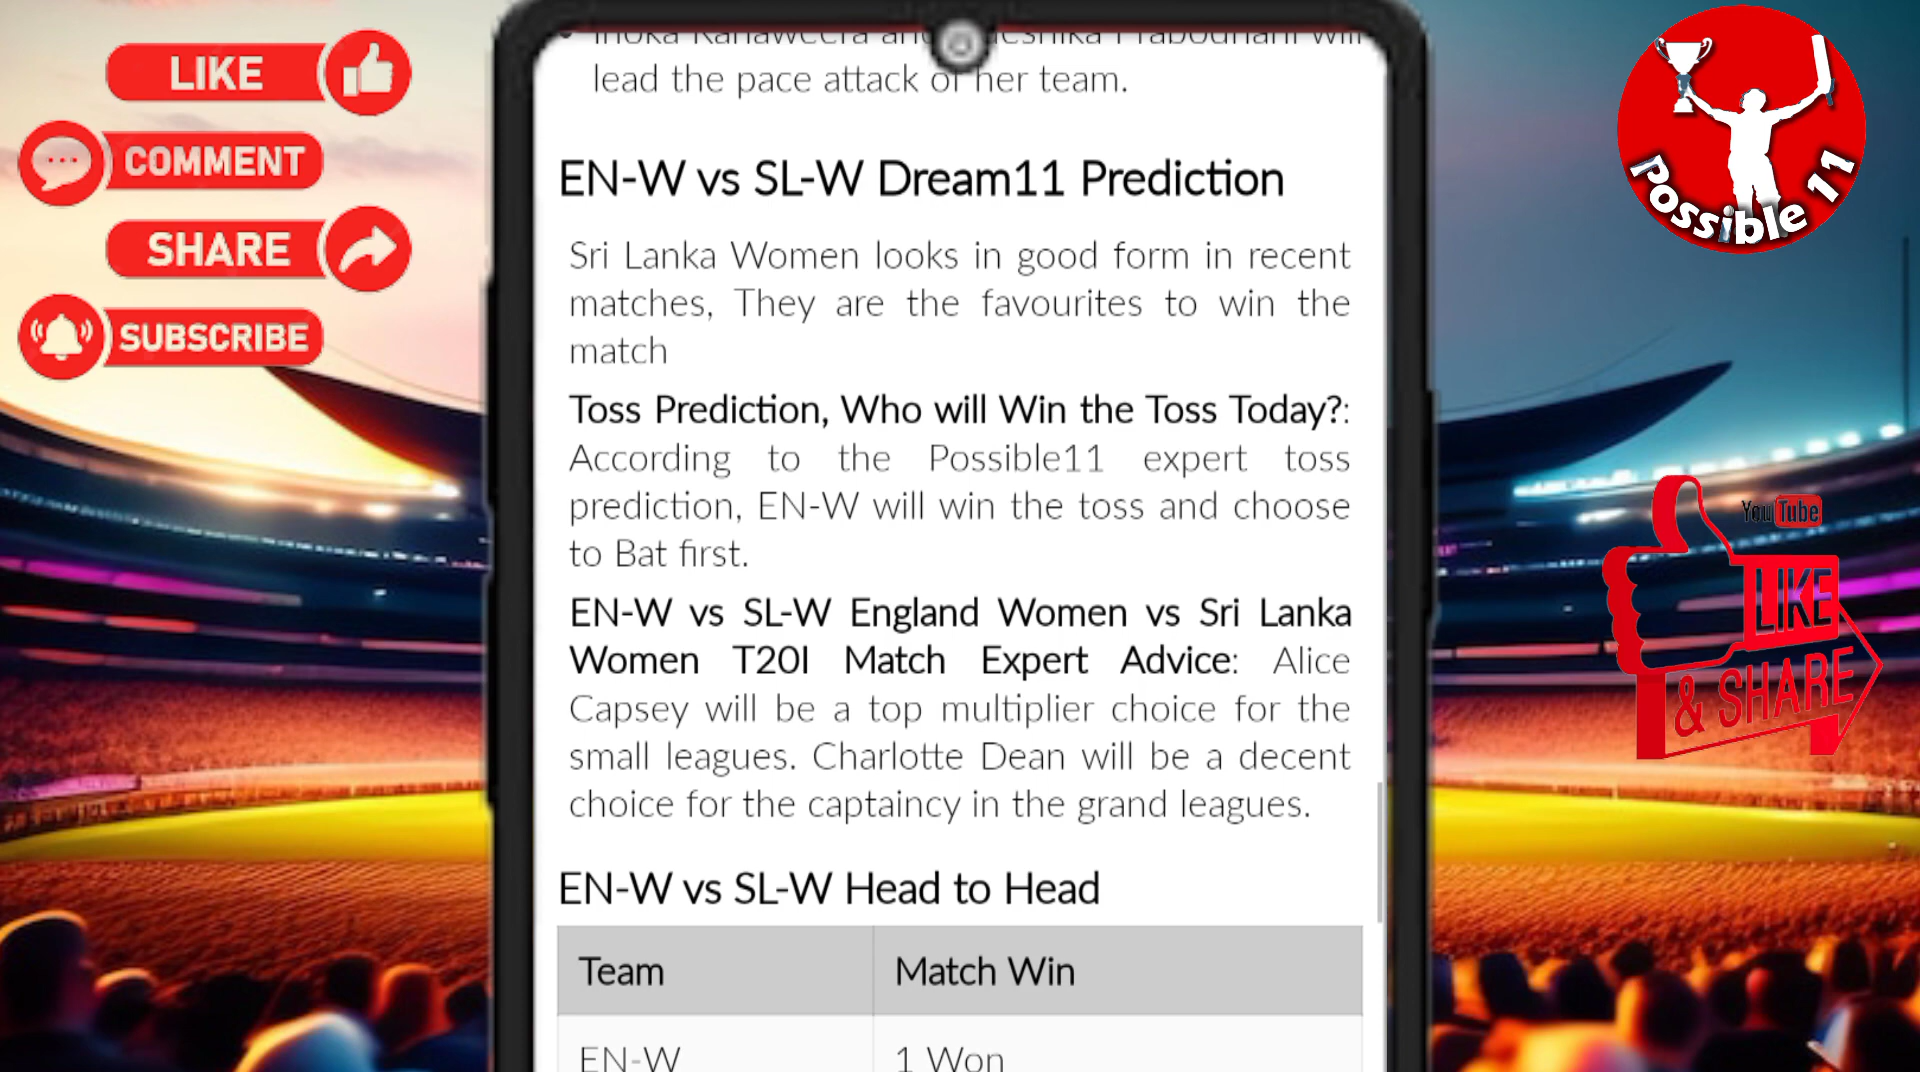 LIKE
COMMENT
SHARE
SUBSCRIBE
lead the pace attack of her team.
EN-W vs SL-W Dream11 Prediction
Sri Lanka Women looks in good form in recent
matches, They are the favourites to win the
match
Toss Prediction, Who will Win the Toss Today?:
According to the Possible11 expert toss
prediction, EN-W will win the toss and choose
to Bat first.
EN-W vs SL-W England Women vs Sri Lanka
Women T20I Match Expert Advice: Alice
Capsey will be a top multiplier choice for the
small leagues. Charlotte Dean will be a decent
choice for the captaincy in the grand leagues.
EN-W vs SL-W Head to Head
Team Match Win
EN-W 1 Won
Possible 11
YouTube
LIKE
& SHARE